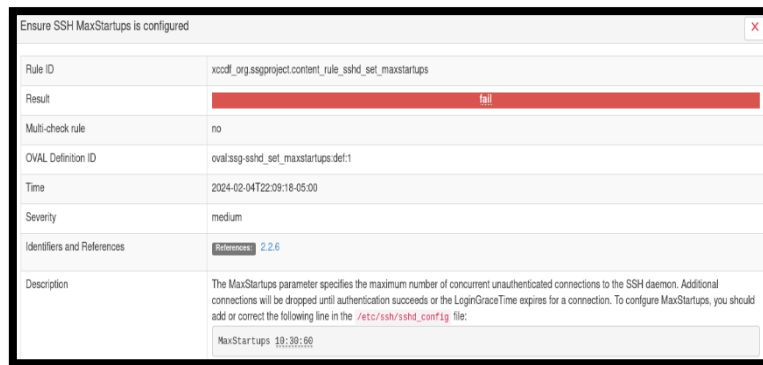 Ensure SSH MaxStartups is configured
X
Rule ID xccdf_org.ssgproject.content_rule_sshd_set_maxstartups
Result fail
Multi-check rule no
OVAL Definition ID oval:ssg-sshd_set_maxstartups:def:1
Time 2024-02-04T22:09:18-05:00
Severity medium
Identifiers and References References: 2.2.6
Description The MaxStartups parameter specifies the maximum number of concurrent unauthenticated connections to the SSH daemon. Additional
connections will be dropped until authentication succeeds or the LoginGraceTime expires for a connection. To configure MaxStartups, you should
add or correct the following line in the /etc/ssh/sshd_config file:
MaxStartups 10:30:60